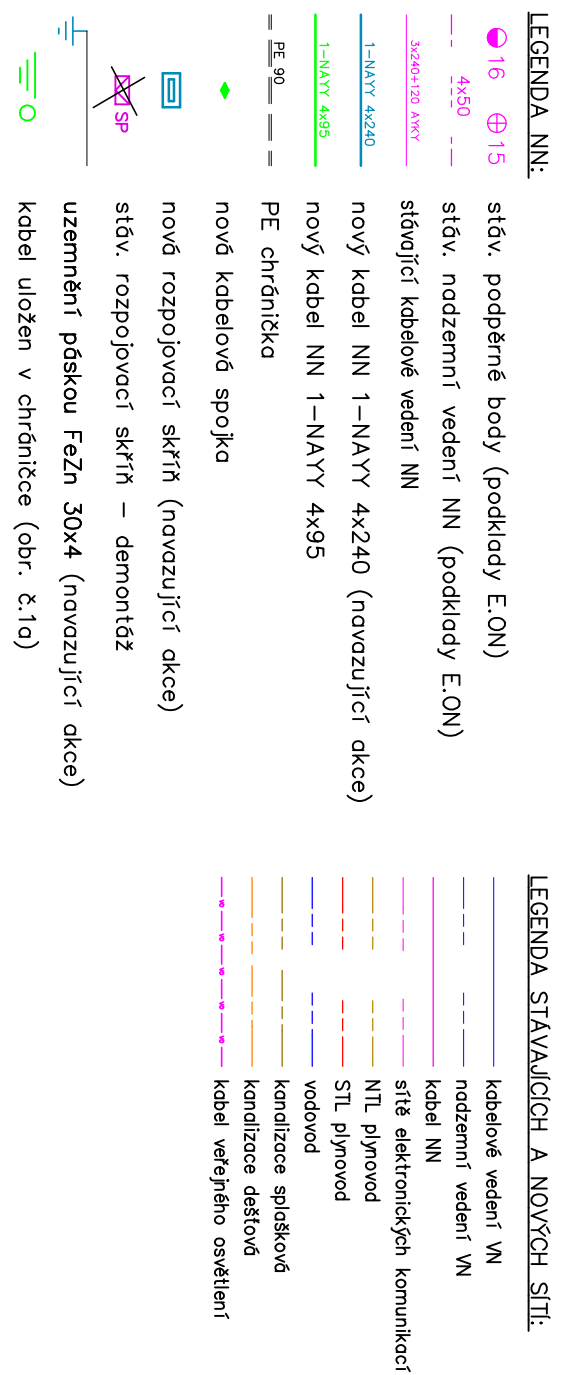 LEGENDA NN:
16 15 stáv. podpěrné body (podklady E.ON)
4x50 stáv. nadzemní vedení NN (podklady E.ON)
3x240+120 AYKY stávající kabelové vedení NN
1-NAYY 4x240 nový kabel NN 1-NAYY 4x240 (navazující akce)
1-NAYY 4x95 nový kabel NN 1-NAYY 4x95
PE 90 PE chránička
nová kabelová spojka
nová rozpojovací skříň (navazující akce)
SP stáv. rozpojovací skříň - demontáž
uzemnění páskou FeZn 30x4 (navazující akce)
kabel uložen v chráničce (obr. č.1a)
LEGENDA STÁVAJÍCÍCH A NOVÝCH SÍTÍ:
kabelové vedení VN
nadzemní vedení VN
kabel NN
sítě elektronických komunikací
NTL plynovod
STL plynovod
vodovod
kanalizace splašková
kanalizace dešťová
kabel veřejného osvětlení